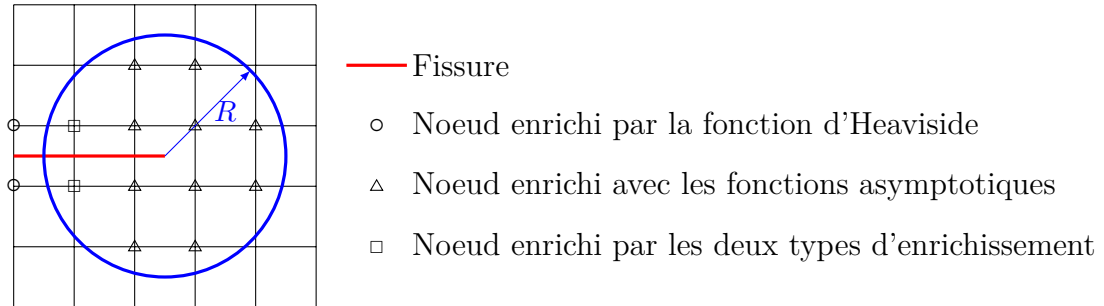 R
Fissure
Noeud enrichi par la fonction d'Heaviside
Noeud enrichi avec les fonctions asymptotiques
Noeud enrichi par les deux types d'enrichissement